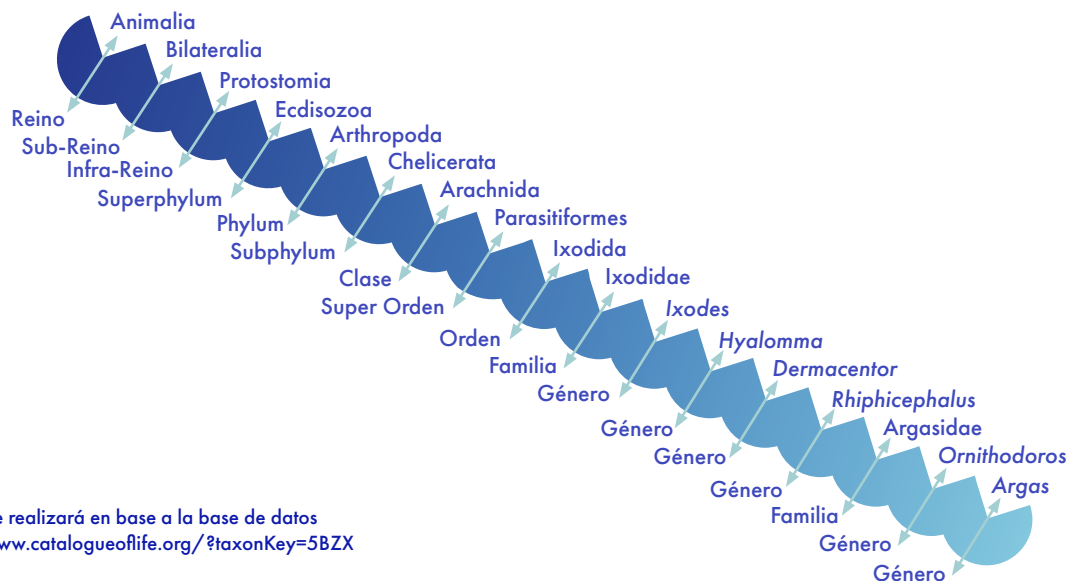 Animalia
Reino
Bilateralia
Sub-Reino
Protostomia
Infra-Reino
Ecdisozoa
Superphylum
Arthropoda
Phylum
Chelicerata
Subphylum
Arachnida
Clase
Parasitiformes
Super Orden
Ixodida
Orden
Ixodidae
Familia
Ixodes
Género
Hyalomma
Género
Dermacentor
Género
Rhiphicephalus
Género
Argasidae
Familia
Ornithodoros
Género
Argas
Género
e realizará en base a la base de datos
ww.catalogueoflife.org/?taxonKey=5BZX